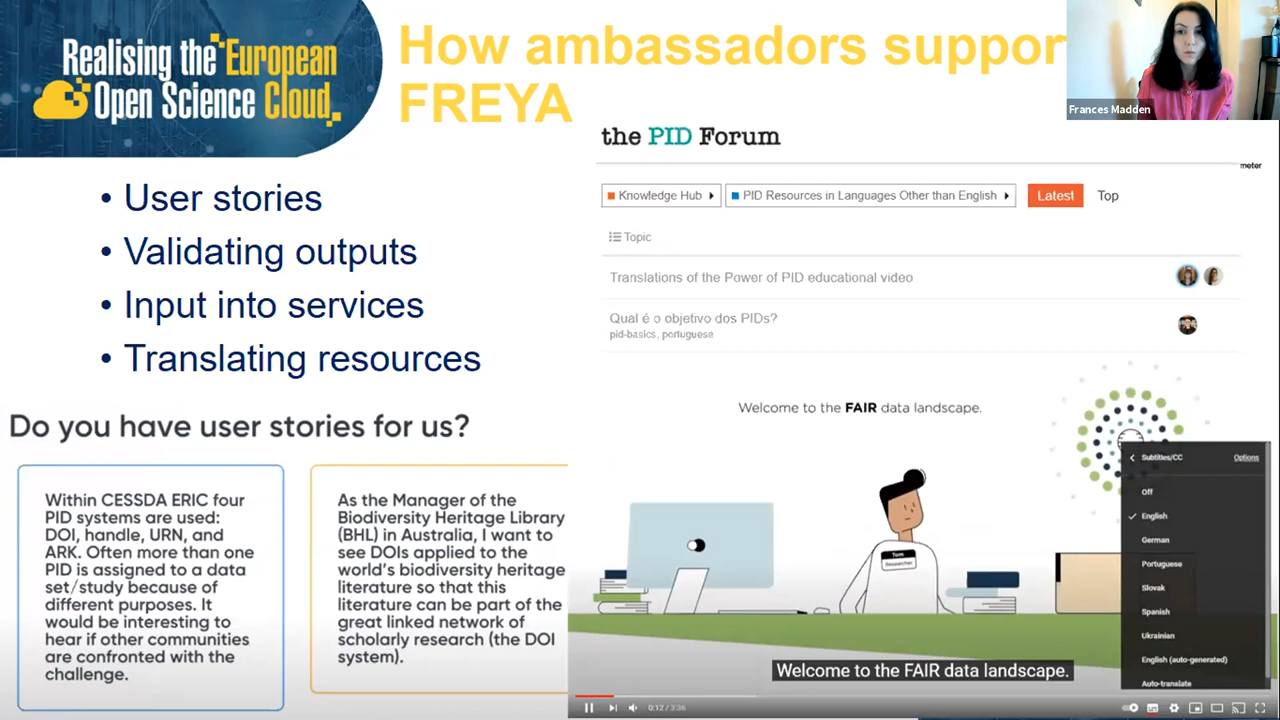 Realising the European
Open Science Cloud.
How ambassadors suppor
FREYA
Frances Madden
• User stories
• Validating outputs
• Input into services
• Translating resources
the PID Forum
meter
Knowledge Hub
PID Resources in Languages Other than English
Latest
Top
Topic
Translations of the Power of PID educational video
Qual é o objetivo dos PIDs?
pid-basics, portuguese
Do you have user stories for us?
Within CESSDA ERIC four
PID systems are used:
DOI, handle, URN, and
ARK. Often more than one
PID is assigned to a data
set/study because of
different purposes. It
would be interesting to
hear if other communities
are confronted with the
challenge.
As the Manager of the
Biodiversity Heritage Library
(BHL) in Australia, I want to
see DOIs applied to the
world's biodiversity heritage
literature so that this
literature can be part of the
great linked network of
scholarly research (the DOI
system).
Welcome to the FAIR data landscape.
Tom
Researcher
Subtitles/CC
Options
Off
English
German
Portuguese
Slovak
Spanish
Ukrainian
English (auto-generated)
Auto-translate
Welcome to the FAIR data landscape.
0:12 / 3:36